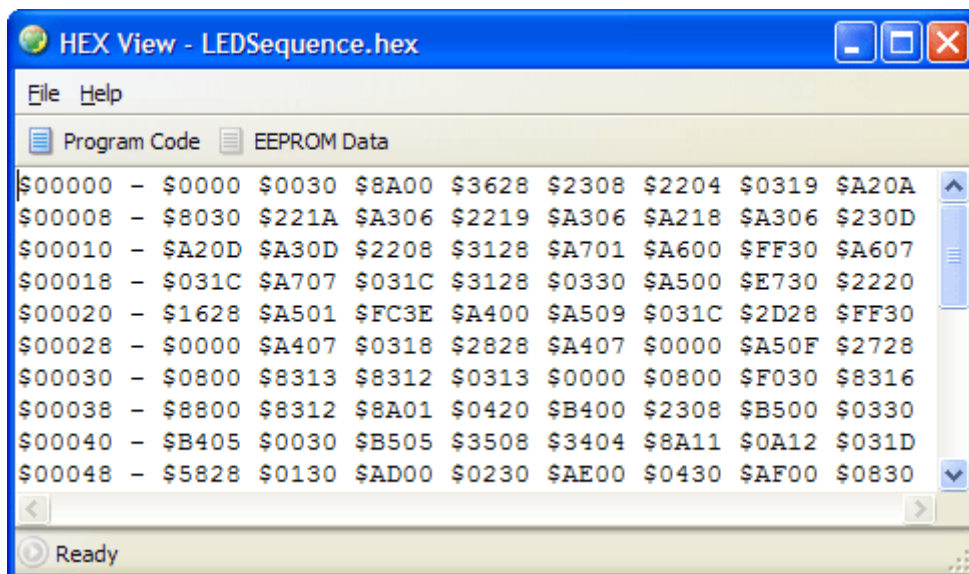 HEX View - LEDSequence.hex
File Help
Program Code EEPROM Data
$00000 - $0000 $0030 $8A00 $3628 $2308 $2204 $0319 $A20A
$00008 - $8030 $221A $A306 $2219 $A306 $A218 $A306 $230D
$00010 - $A20D $A30D $2208 $3128 $A701 $A600 $FF30 $A607
$00018 - $031C $A707 $031C $3128 $0330 $A500 $E730 $2220
$00020 - $1628 $A501 $FC3E $A400 $A509 $031C $2D28 $FF30
$00028 - $0000 $A407 $0318 $2828 $A407 $0000 $A50F $2728
$00030 - $0800 $8313 $8312 $0313 $0000 $0800 $F030 $8316
$00038 - $8800 $8312 $8A01 $0420 $B400 $2308 $B500 $0330
$00040 - $B405 $0030 $B505 $3508 $3404 $8A11 $0A12 $031D
$00048 - $5828 $0130 $AD00 $0230 $AE00 $0430 $AF00 $0830
Ready